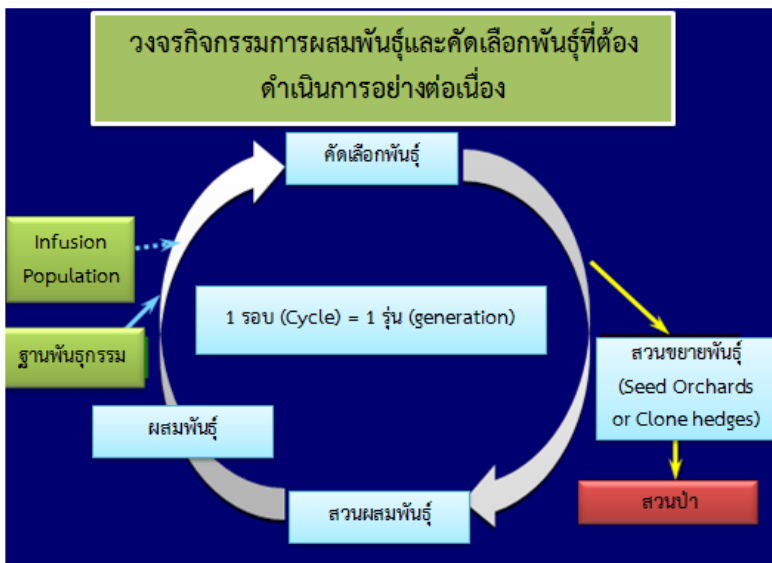 วงจรกิจกรรมการผสมพันธุ์และคัดเลือกพันธุ์ที่ต้อง
ดำเนินการอย่างต่อเนื่อง
คัดเลือกพันธุ์
Infusion
Population
ฐานพันธุกรรม
1 รอบ (Cycle) = 1 รุ่น (generation)
สวนขยายพันธุ์
(Seed Orchards
or Clone hedges)
ผสมพันธุ์
สวนผสมพันธุ์
สวนป่า